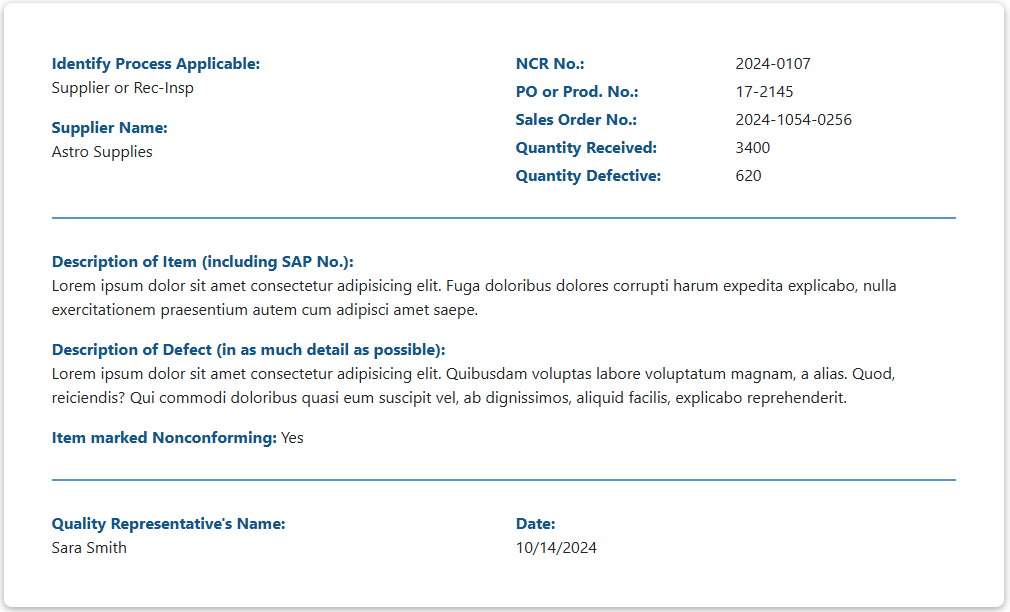 Identify Process Applicable:
Supplier or Rec-Insp
Supplier Name:
Astro Supplies
NCR No.: 2024-0107
PO or Prod. No.: 17-2145
Sales Order No.: 2024-1054-0256
Quantity Received: 3400
Quantity Defective: 620
Description of Item (including SAP No.):
Lorem ipsum dolor sit amet consectetur adipisicing elit. Fuga doloribus dolores corrupti harum expedita explicabo, nulla
exercitationem praesentium autem cum adipisci amet saepe.
Description of Defect (in as much detail as possible):
Lorem ipsum dolor sit amet consectetur adipisicing elit. Quibusdam voluptas labore voluptatum magnam, a alias. Quod,
reiciendis? Qui commodi doloribus quasi eum suscipit vel, ab dignissimos, aliquid facilis, explicabo reprehenderit.
Item marked Nonconforming: Yes
Quality Representative's Name:
Sara Smith
Date:
10/14/2024